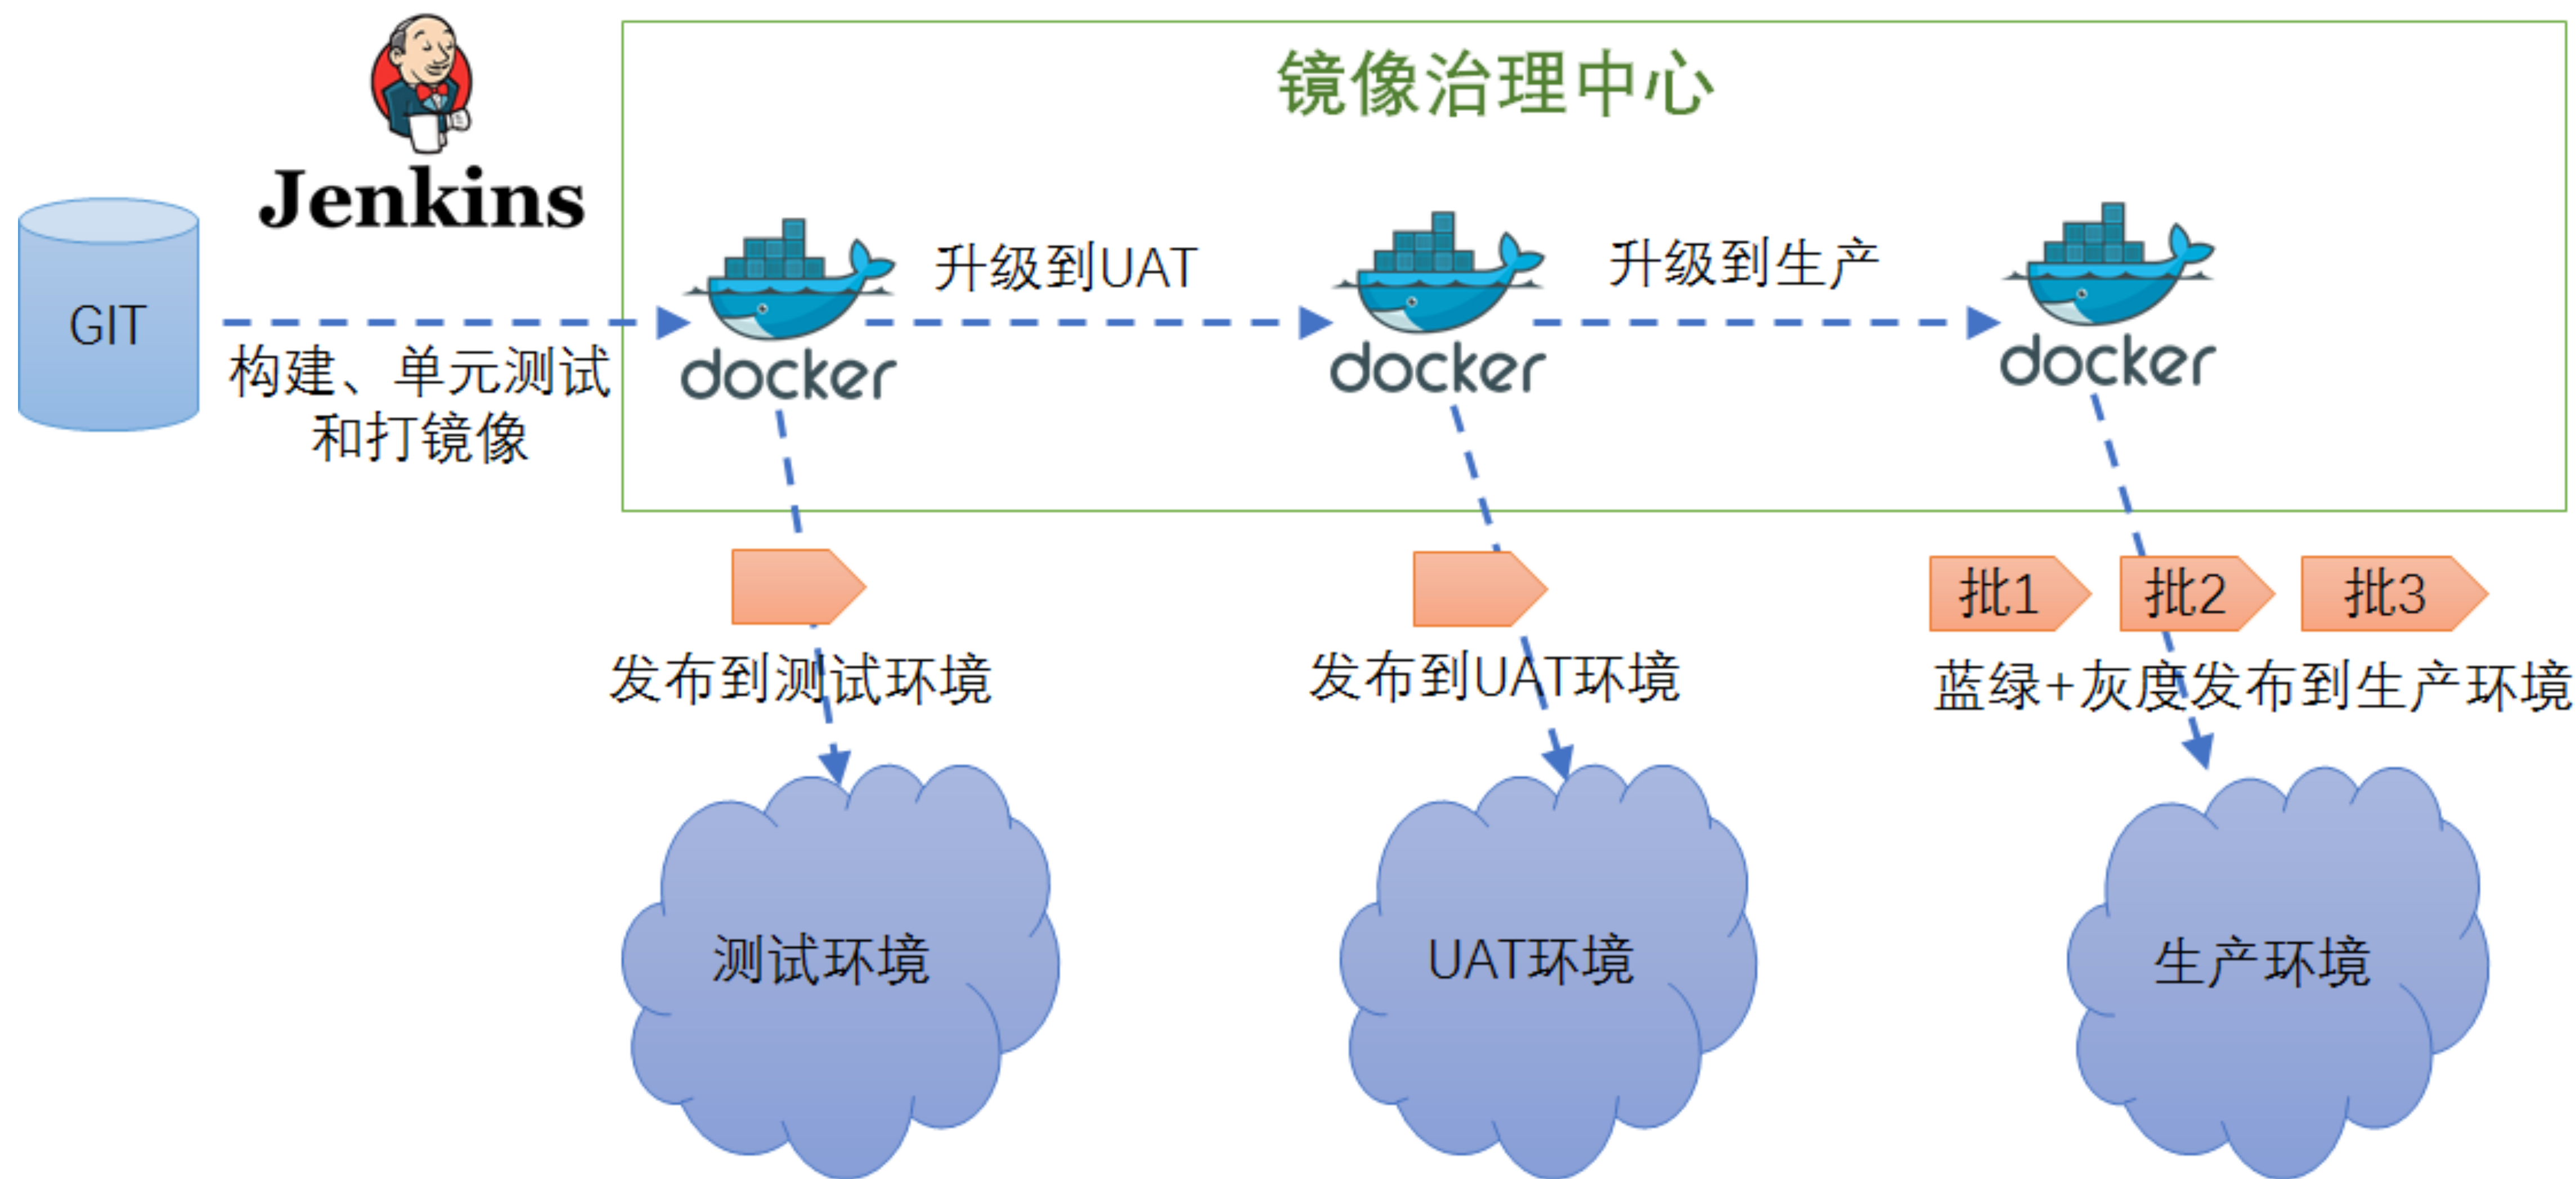 镜像治理中心
Jenkins
GIT
构建、单元测试
和打镜像
docker
升级到UAT
docker
升级到生产
docker
发布到测试环境
发布到UAT环境
批1
批2
批3
蓝绿+灰度发布到生产环境
测试环境
UAT环境
生产环境